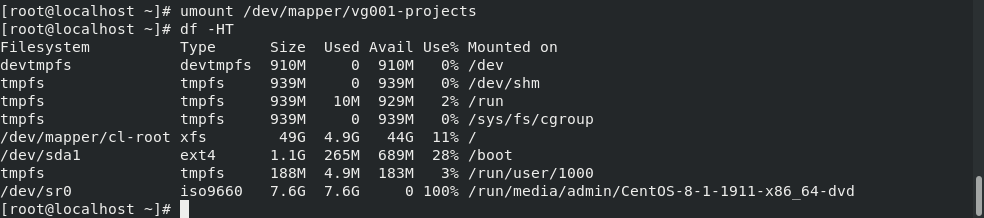 [root@localhost ~]# umount /dev/mapper/vg001-projects
[root@localhost ~]# df -HT
Filesystem          Type      Size  Used Avail Use% Mounted on
devtmpfs            devtmpfs  910M     0  910M   0% /dev
tmpfs               tmpfs     939M     0  939M   0% /dev/shm
tmpfs               tmpfs     939M   10M  929M   2% /run
tmpfs               tmpfs     939M     0  939M   0% /sys/fs/cgroup
/dev/mapper/cl-root xfs        49G  4.9G   44G  11% /
/dev/sda1           ext4      1.1G  265M  689M  28% /boot
tmpfs               tmpfs     188M  4.9M  183M   3% /run/user/1000
/dev/sr0            iso9660   7.6G  7.6G     0 100% /run/media/admin/CentOS-8-1-1911-x86_64-dvd
[root@localhost ~]#